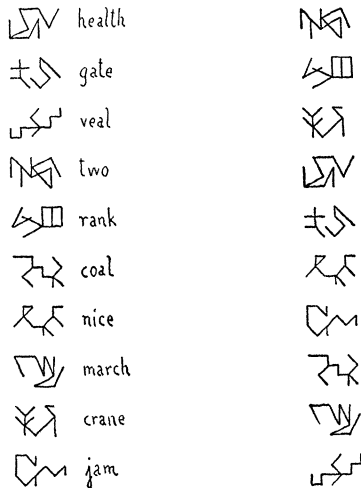 health
gate
veal
two
rank
coal
nice
march
crane
jam